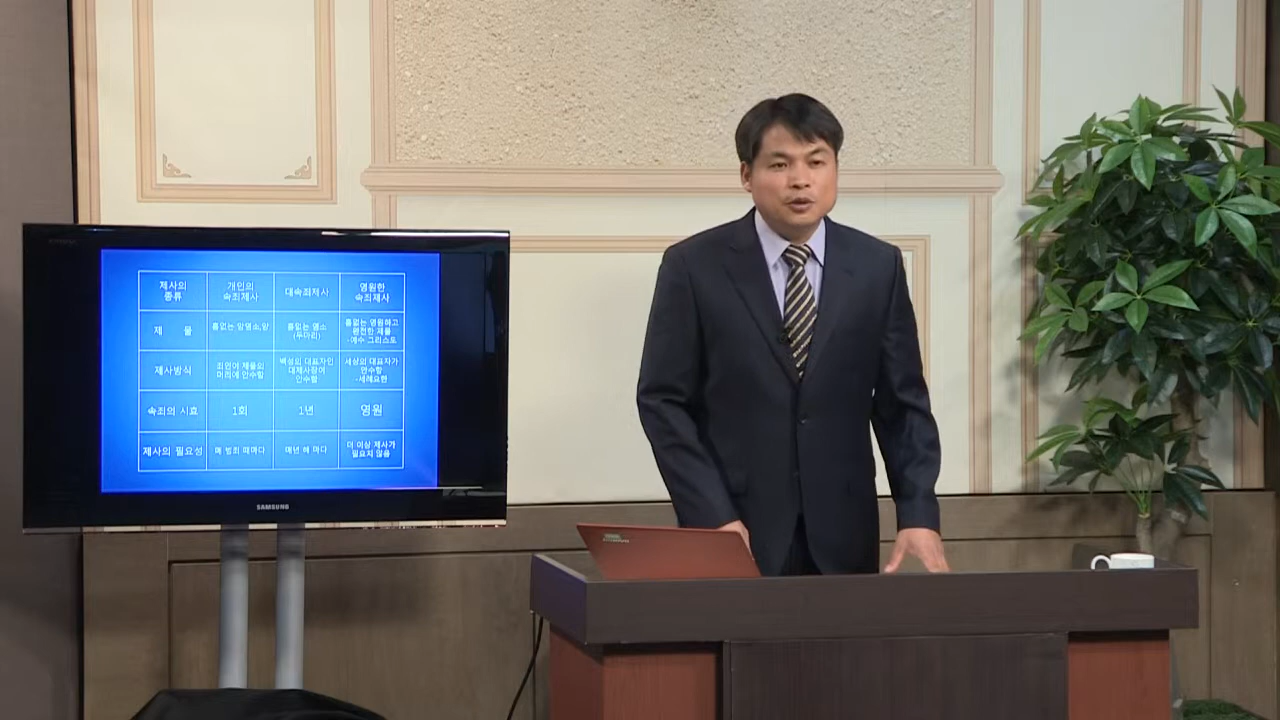 제사의 종류
개인의 속죄제사
대속죄제사
영원한 속죄제사
제 물
흠없는 암염소,양
흠없는 염소 (두마리)
흠없는 영원하고 완전한 제물 -예수 그리스도
제사방식
죄인이 제물의 머리에 안수함
백성의 대표자인 대제사장이 안수함
세상의 대표자가 안수함 -세례요한
속죄의 시효
1회
1년
영원
제사의 필요성
매 범죄 때마다
매년 해 마다
더 이상 제사가 필요치 않음
SAMSUNG